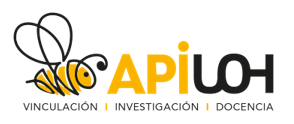 APiUOH
VINCULACIÓN | INVESTIGACIÓN | DOCENCIA